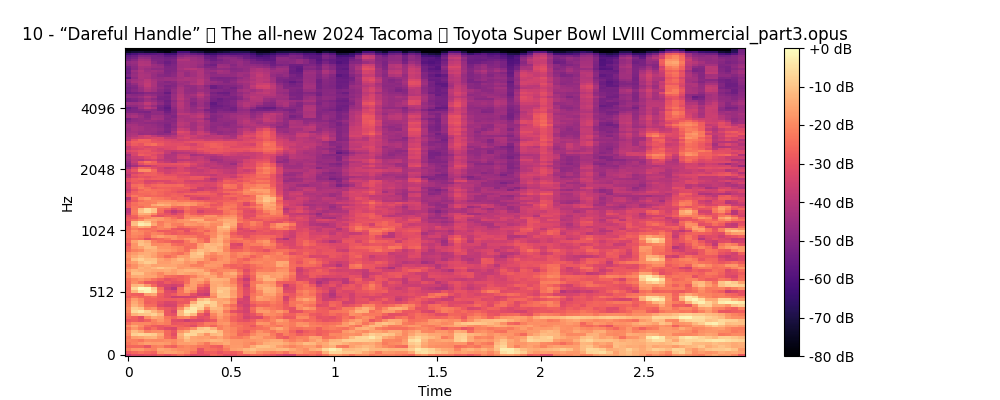 10 - “Dareful Handle” ▯ The all-new 2024 Tacoma ▯ Toyota Super Bowl LVIII Commercial_part3.opus
+0 dB
-10 dB
-20 dB
-30 dB
-40 dB
-50 dB
-60 dB
-70 dB
-80 dB
4096
2048
1024
512
0
Hz
0
0.5
1
1.5
2
2.5
Time